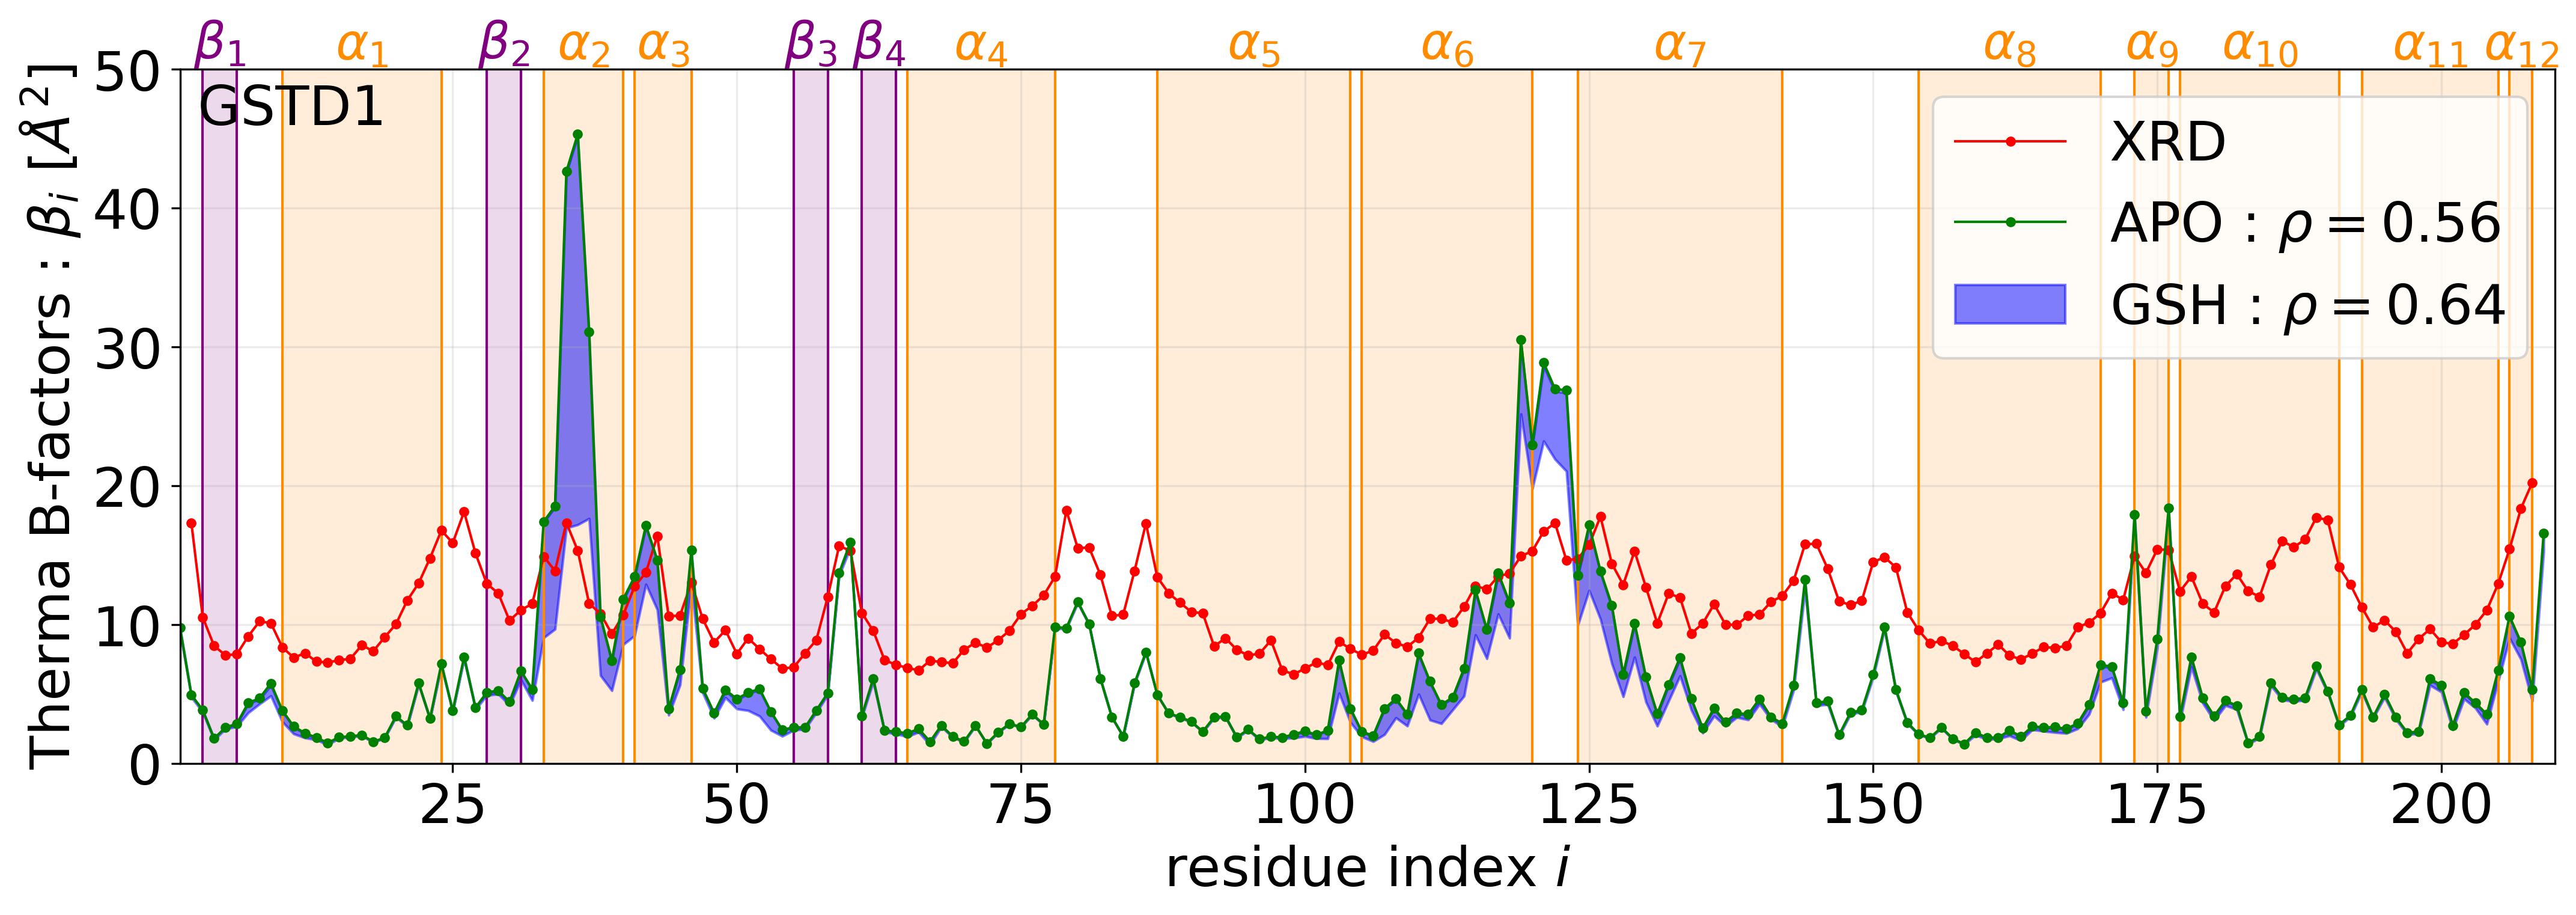 β1 α1 β2 α2 α3 β3 β4 α4 α5 α6 α7 α8 α9 α10 α11 α12
GSTD1
Therma B-factors : βi [Å2]
50
40
30
20
10
0
XRD
APO : ρ = 0.56
GSH : ρ = 0.64
25 50 75 100 125 150 175 200
residue index i